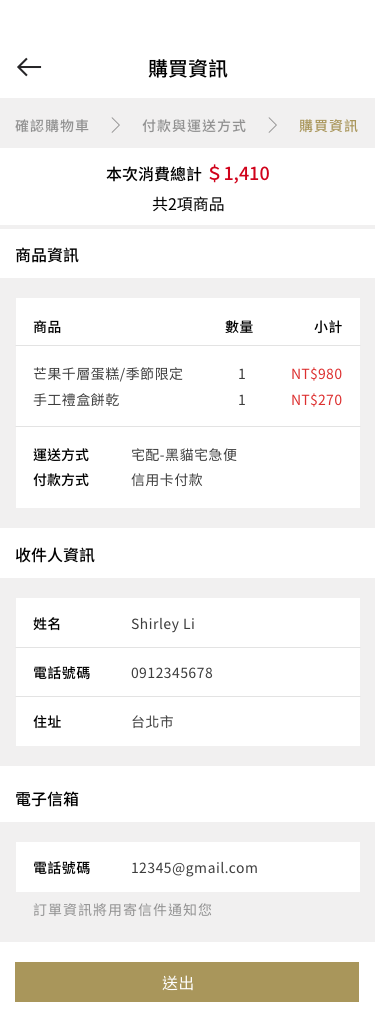 購買資訊
確認購物車 付款與運送方式 購買資訊
本次消費總計 $1,410
共2項商品
商品資訊
商品 數量 小計
芒果千層蛋糕/季節限定 1 NT$980
手工禮盒餅乾 1 NT$270
運送方式 宅配-黑貓宅急便
付款方式 信用卡付款
收件人資訊
姓名 Shirley Li
電話號碼 0912345678
住址 台北市
電子信箱
電話號碼 12345@gmail.com
訂單資訊將用寄信件通知您
送出